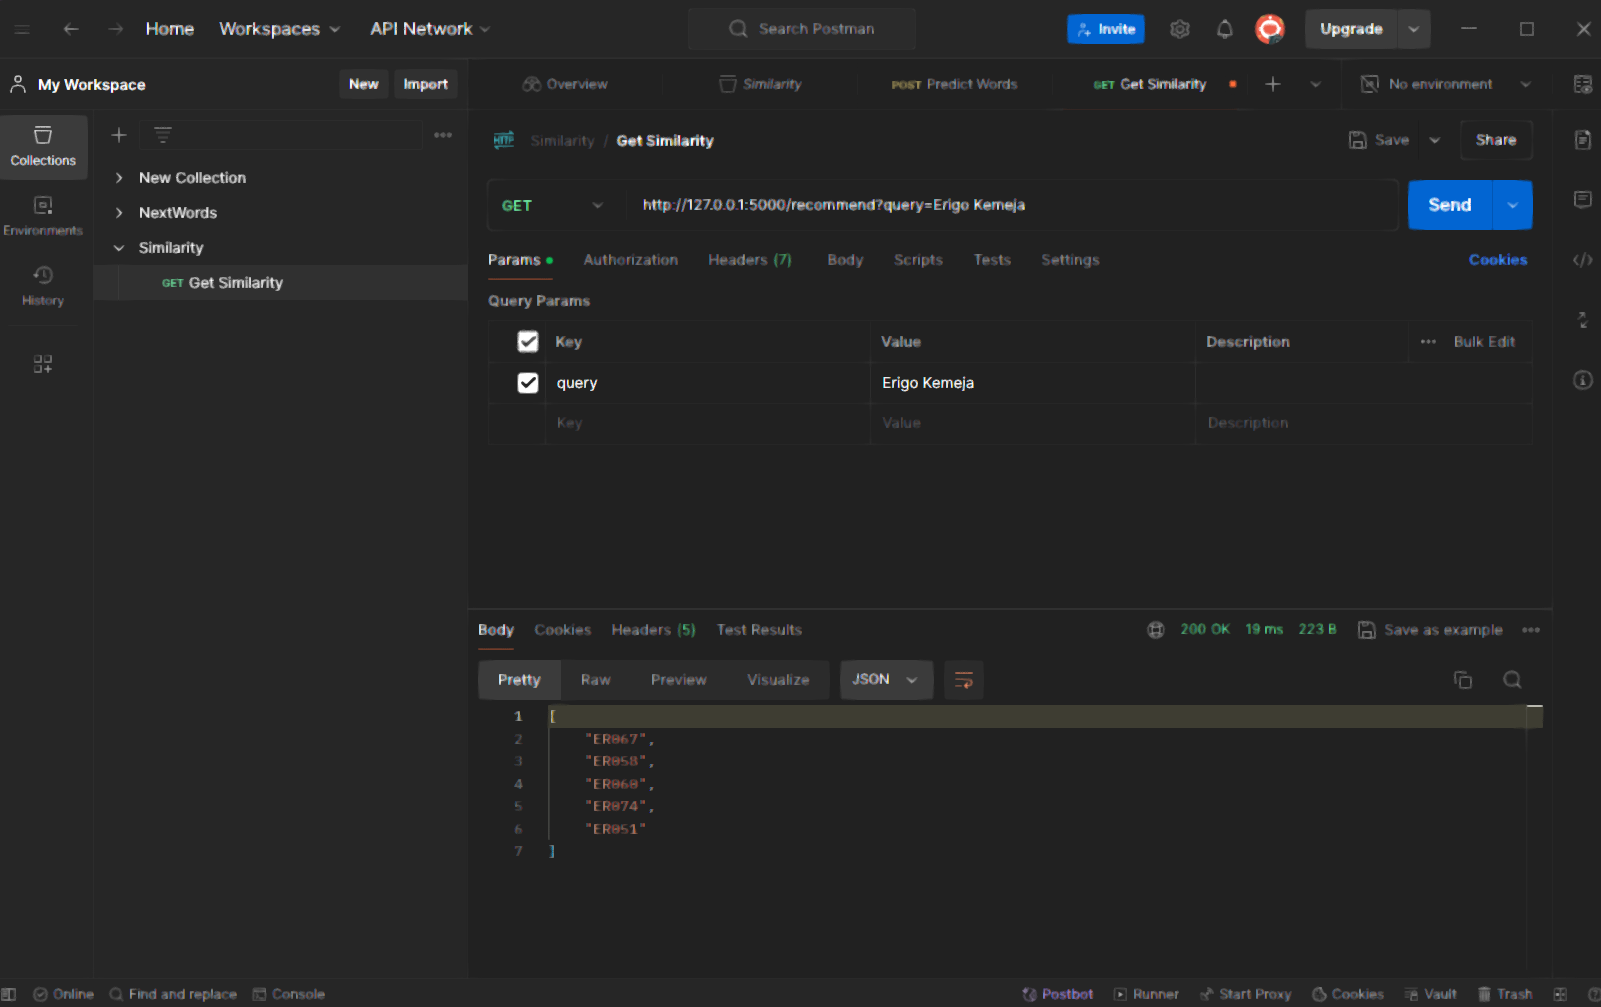 Home Workspaces API Network Search Postman Invite Upgrade
My Workspace New Import Overview Similarity POST Predict Words GET Get Similarity No environment
Collections
Environments
History
New Collection
NextWords
Similarity
GET Get Similarity
HTTP Similarity / Get Similarity Save Share
GET http://127.0.0.1:5000/recommend?query=Erigo Kemeja Send
Params Authorization Headers (7) Body Scripts Tests Settings Cookies
Query Params
Key Value Description Bulk Edit
query Erigo Kemeja
Key Value Description
Body Cookies Headers (5) Test Results 200 OK 19 ms 223 B Save as example
Pretty Raw Preview Visualize JSON
1 [
2 "ER067",
3 "ER058",
4 "ER060",
5 "ER074",
6 "ER051"
7 ]
Online Find and replace Console Postbot Runner Start Proxy Cookies Vault Trash